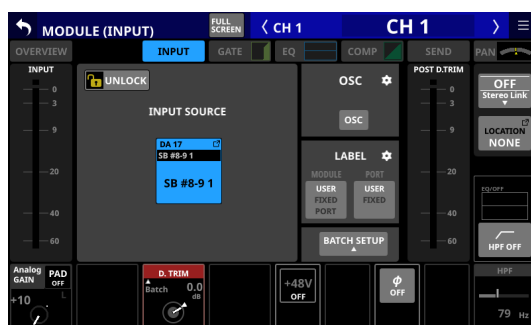 MODULE (INPUT)
FULL
SCREEN
CH 1
CH 1
OVERVIEW
INPUT
GATE
EQ
COMP
SEND
PAN
INPUT
0
3
9
20
40
60
UNLOCK
INPUT SOURCE
DA 17
SB #8-9 1
SB #8-9 1
OSC
OSC
LABEL
MODULE
PORT
USER
FIXED
PORT
USER
FIXED
BATCH SETUP
POST D.TRIM
0
3
9
20
40
60
OFF
Stereo Link
LOCATION
NONE
EQ/OFF
HPF OFF
Analog
GAIN
PAD
OFF
+10
L
D. TRIM
Batch
0.0
dB
+48V
OFF
ϕ
OFF
HPF
79 Hz